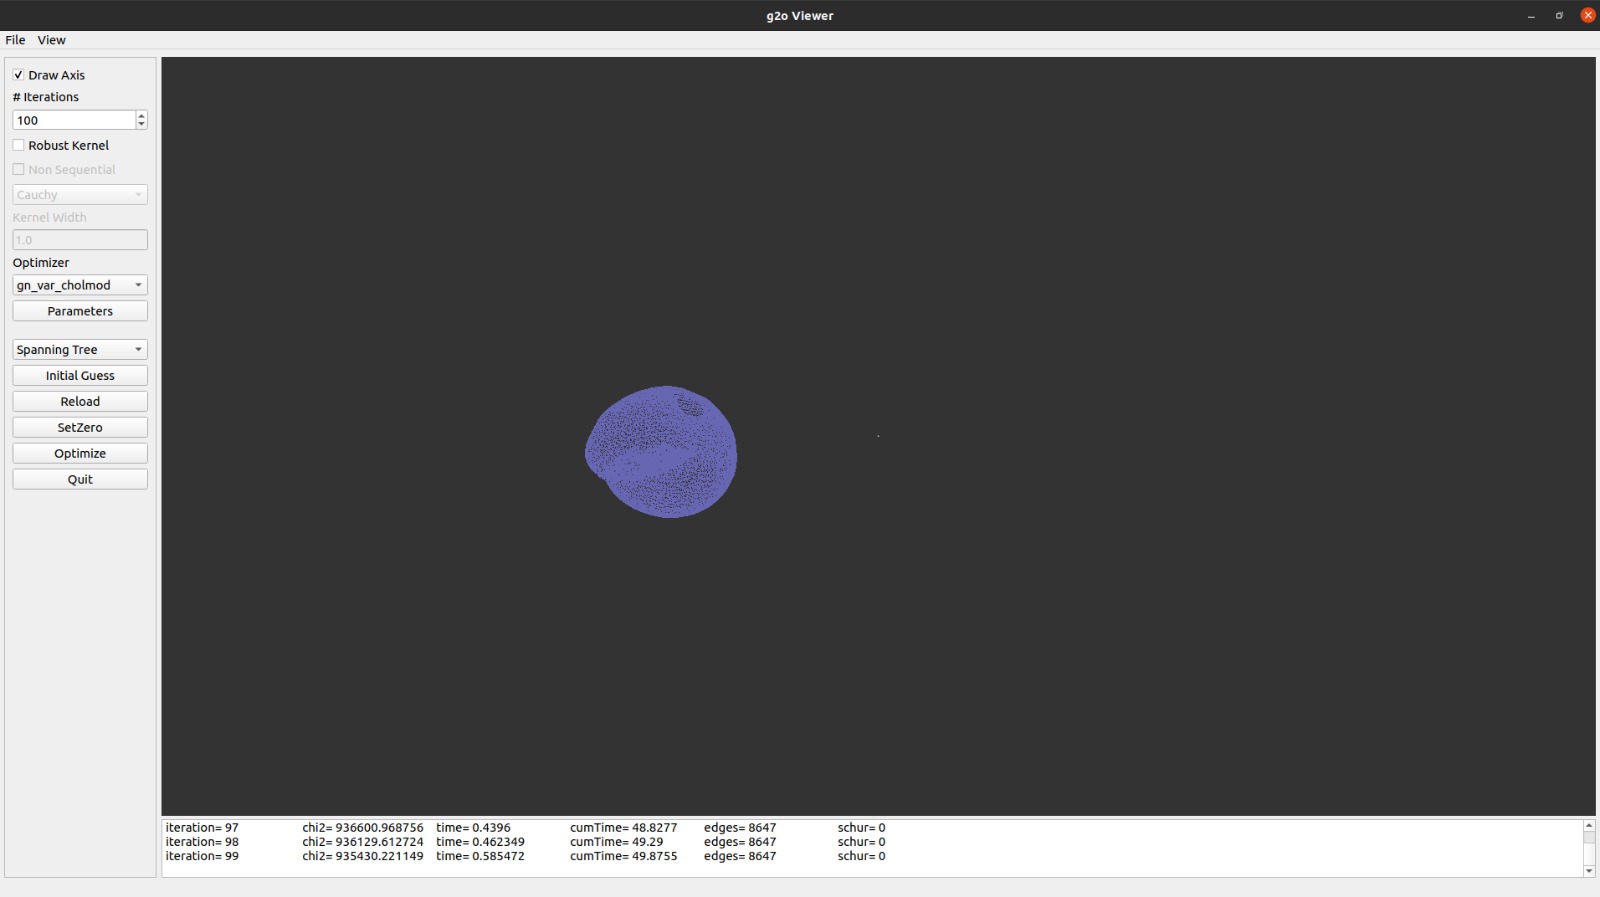 g2o Viewer
File View
Draw Axis
# Iterations
100
Robust Kernel
Non Sequential
Cauchy
Kernel Width
1.0
Optimizer
gn_var_cholmod
Parameters
Spanning Tree
Initial Guess
Reload
SetZero
Optimize
Quit
iteration= 97 chi2= 936600.968756 time= 0.4396 cumTime= 48.8277 edges= 8647 schur= 0
iteration= 98 chi2= 936129.612724 time= 0.462349 cumTime= 49.29 edges= 8647 schur= 0
iteration= 99 chi2= 935430.221149 time= 0.585472 cumTime= 49.8755 edges= 8647 schur= 0